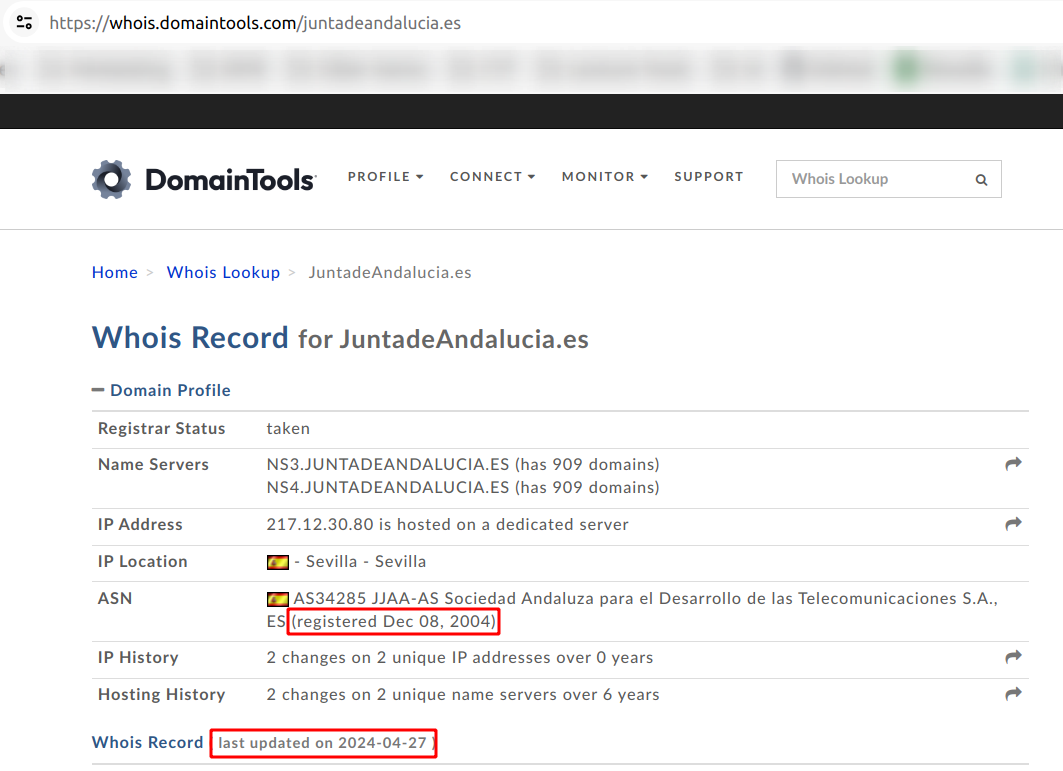 https://whois.domaintools.com/juntadeandalucia.es
DomainTools
PROFILE CONNECT MONITOR SUPPORT Whois Lookup
Home > Whois Lookup > JuntadeAndalucia.es
Whois Record for JuntadeAndalucia.es
Domain Profile
Registrar Status taken
Name Servers NS3.JUNTADEANDALUCIA.ES (has 909 domains)
NS4.JUNTADEANDALUCIA.ES (has 909 domains)
IP Address 217.12.30.80 is hosted on a dedicated server
IP Location - Sevilla - Sevilla
ASN AS34285 JJAA-AS Sociedad Andaluza para el Desarrollo de las Telecomunicaciones S.A.,
ES (registered Dec 08, 2004)
IP History 2 changes on 2 unique IP addresses over 0 years
Hosting History 2 changes on 2 unique name servers over 6 years
Whois Record last updated on 2024-04-27 )